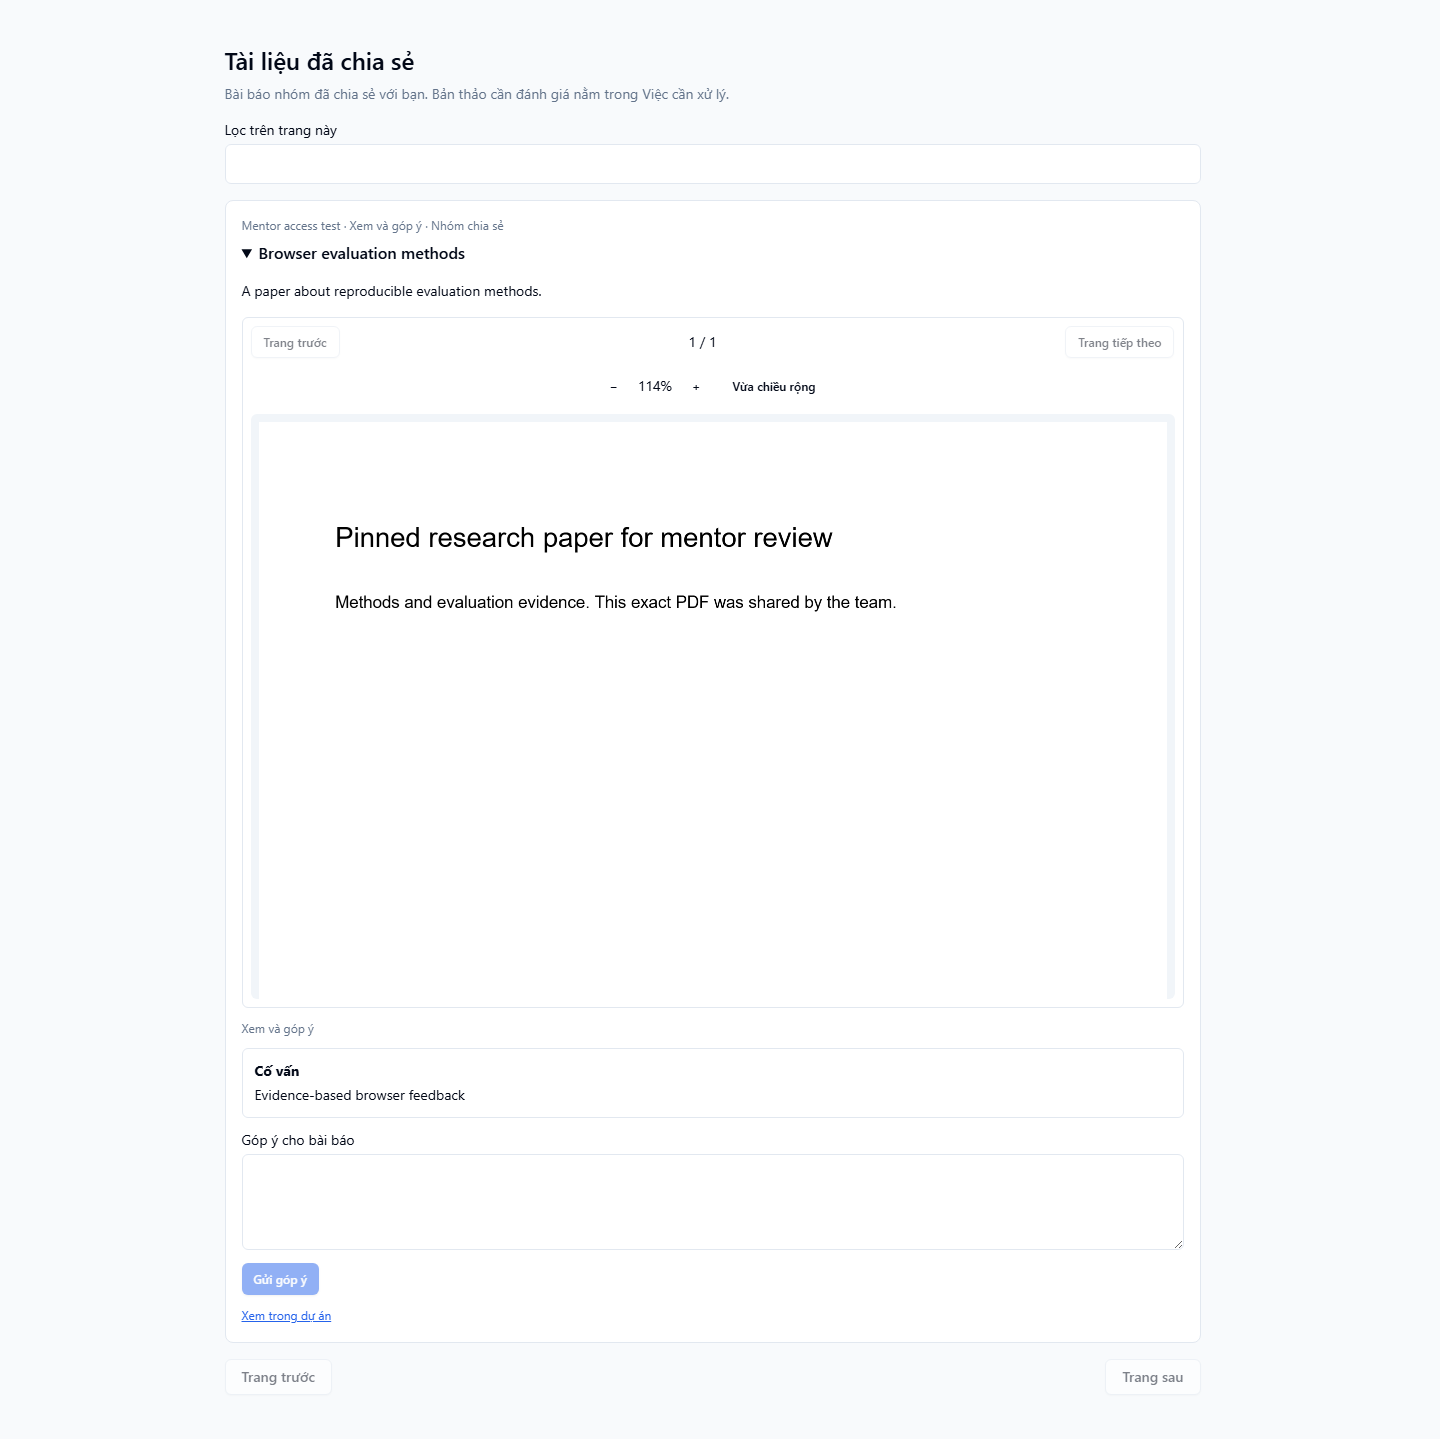 Tài liệu đã chia sẻ
Bài báo nhóm đã chia sẻ với bạn. Bản thảo cần đánh giá nằm trong Việc cần xử lý.
Lọc trên trang này
Mentor access test · Xem và góp ý · Nhóm chia sẻ
▼ Browser evaluation methods
A paper about reproducible evaluation methods.
Trang trước 1 / 1 Trang tiếp theo
− 114% + Vừa chiều rộng
Pinned research paper for mentor review
Methods and evaluation evidence. This exact PDF was shared by the team.
Xem và góp ý
Cố vấn
Evidence-based browser feedback
Góp ý cho bài báo
Gửi góp ý
Xem trong dự án
Trang trước Trang sau